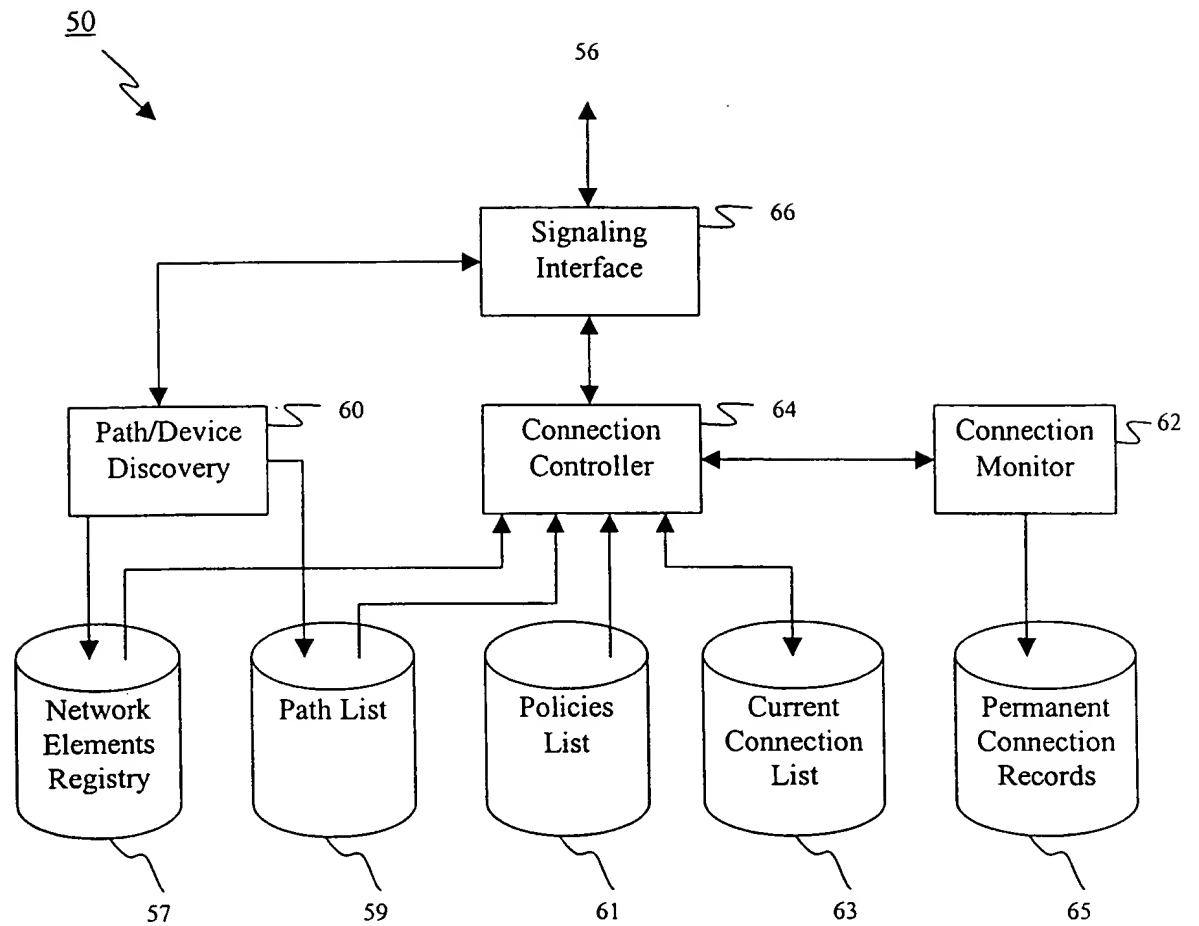 50
56
Signaling
Interface
66
Path/Device
Discovery
60
Connection
Controller
64
Connection
Monitor
62
Network
Elements
Registry
Path List
Policies
List
Current
Connection
List
Permanent
Connection
Records
57
59
61
63
65